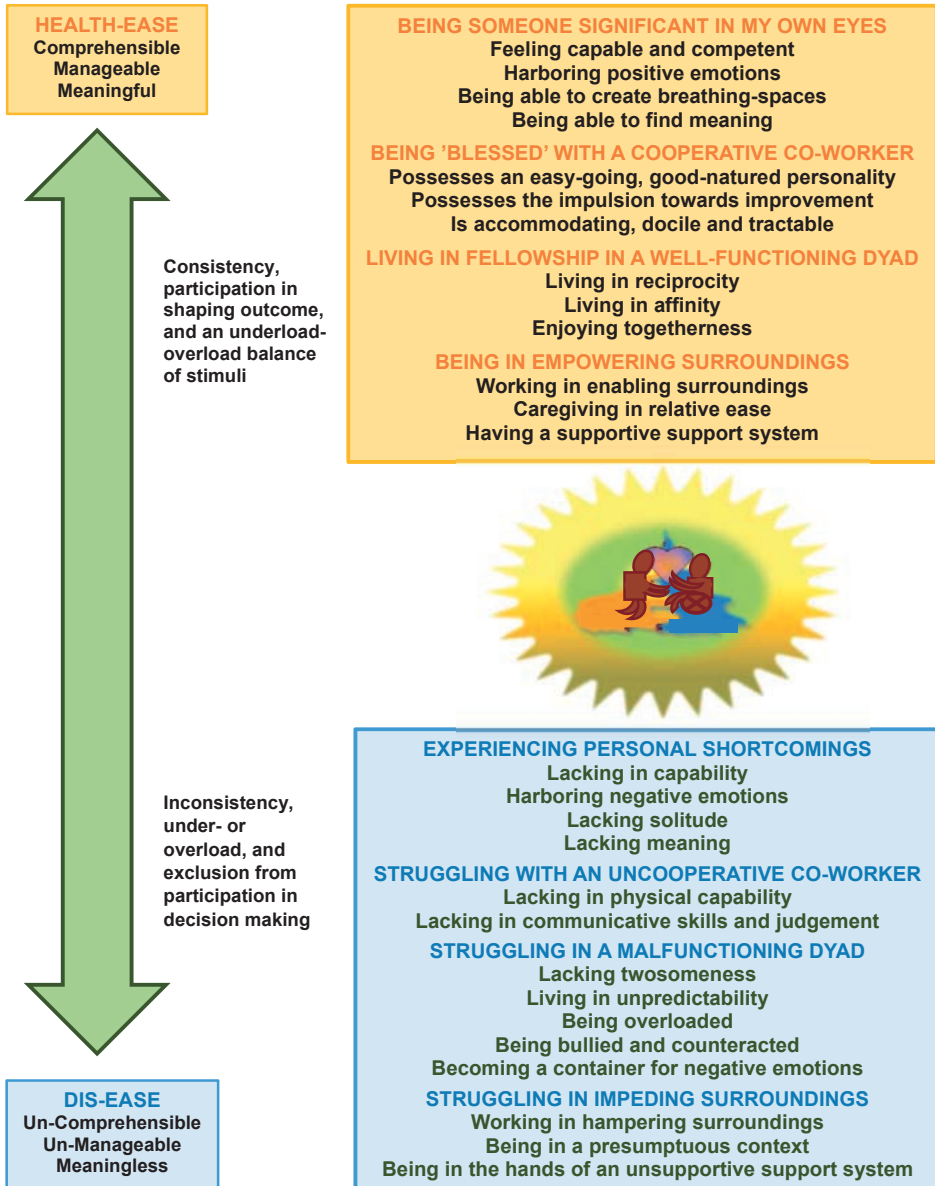 HEALTH-EASE
Comprehensible
Manageable
Meaningful
BEING SOMEONE SIGNIFICANT IN MY OWN EYES
Feeling capable and competent
Harboring positive emotions
Being able to create breathing-spaces
Being able to find meaning
BEING ’BLESSED’ WITH A COOPERATIVE CO-WORKER
Possesses an easy-going, good-natured personality
Possesses the impulsion towards improvement
Is accommodating, docile and tractable
LIVING IN FELLOWSHIP IN A WELL-FUNCTIONING DYAD
Living in reciprocity
Living in affinity
Enjoying togetherness
BEING IN EMPOWERING SURROUNDINGS
Working in enabling surroundings
Caregiving in relative ease
Having a supportive support system
Consistency,
participation in
shaping outcome,
and an underload-
overload balance
of stimuli
Inconsistency,
under- or
overload, and
exclusion from
participation in
decision making
EXPERIENCING PERSONAL SHORTCOMINGS
Lacking in capability
Harboring negative emotions
Lacking solitude
Lacking meaning
STRUGGLING WITH AN UNCOOPERATIVE CO-WORKER
Lacking in physical capability
Lacking in communicative skills and judgement
STRUGGLING IN A MALFUNCTIONING DYAD
Lacking twosomeness
Living in unpredictability
Being overloaded
Being bullied and counteracted
Becoming a container for negative emotions
STRUGGLING IN IMPEDING SURROUNDINGS
Working in hampering surroundings
Being in a presumptuous context
Being in the hands of an unsupportive support system
DIS-EASE
Un-Comprehensible
Un-Manageable
Meaningless